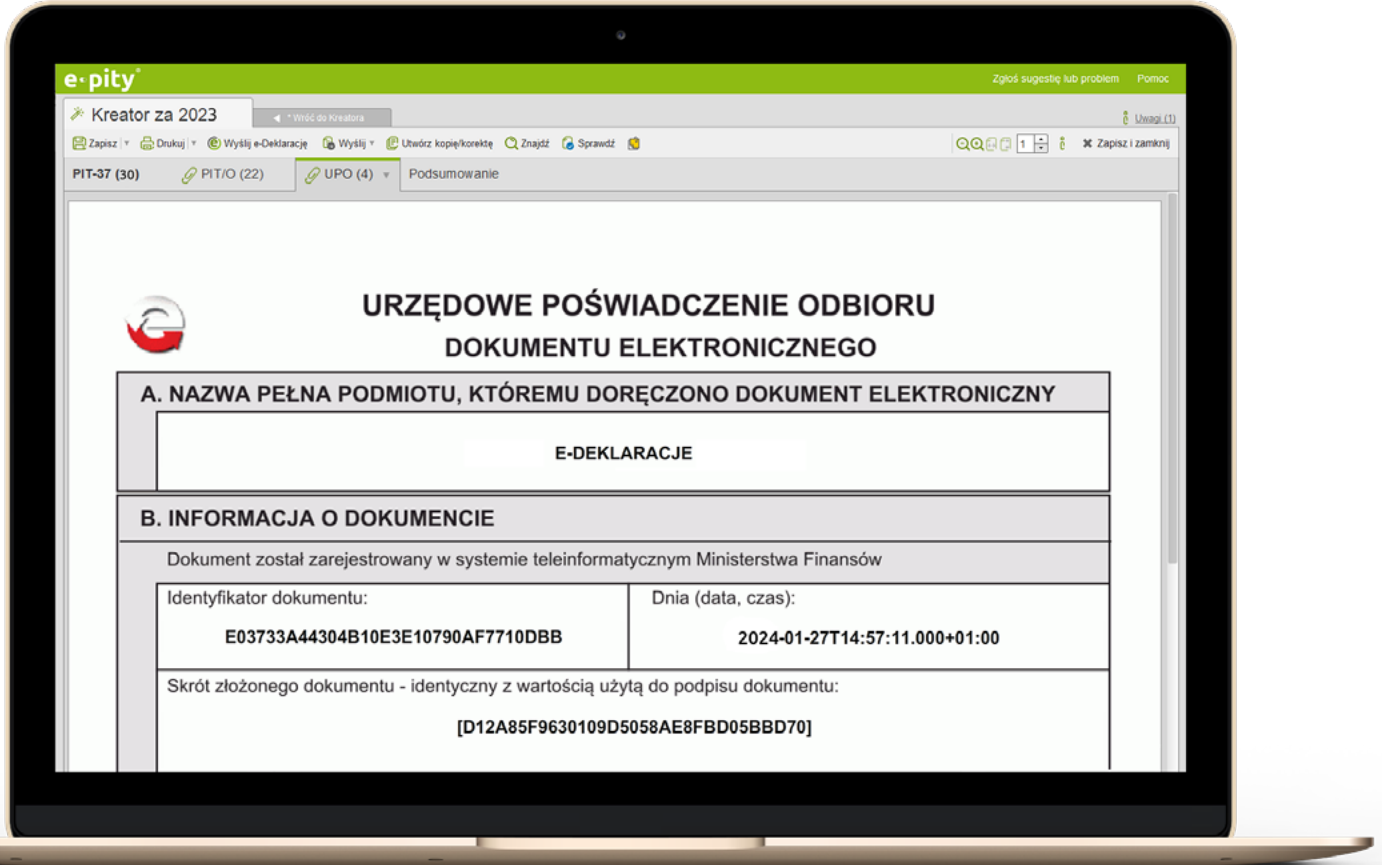 e-pity
Zgłoś sugestię lub problem Pomoc
Kreator za 2023 * Wróć do Kreatora Uwagi (1)
Zapisz Drukuj Wyślij e-Deklarację Wyślij Utwórz kopię/korektę Znajdź Sprawdź 1 Zapisz i zamknij
PIT-37 (30) PIT/O (22) UPO (4) Podsumowanie
URZĘDOWE POŚWIADCZENIE ODBIORU
DOKUMENTU ELEKTRONICZNEGO
A. NAZWA PEŁNA PODMIOTU, KTÓREMU DORĘCZONO DOKUMENT ELEKTRONICZNY
E-DEKLARACJE
B. INFORMACJA O DOKUMENCIE
Dokument został zarejestrowany w systemie teleinformatycznym Ministerstwa Finansów
Identyfikator dokumentu: Dnia (data, czas):
E03733A44304B10E3E10790AF7710DBB 2024-01-27T14:57:11.000+01:00
Skrót złożonego dokumentu - identyczny z wartością użytą do podpisu dokumentu:
[D12A85F9630109D5058AE8FBD05BBD70]